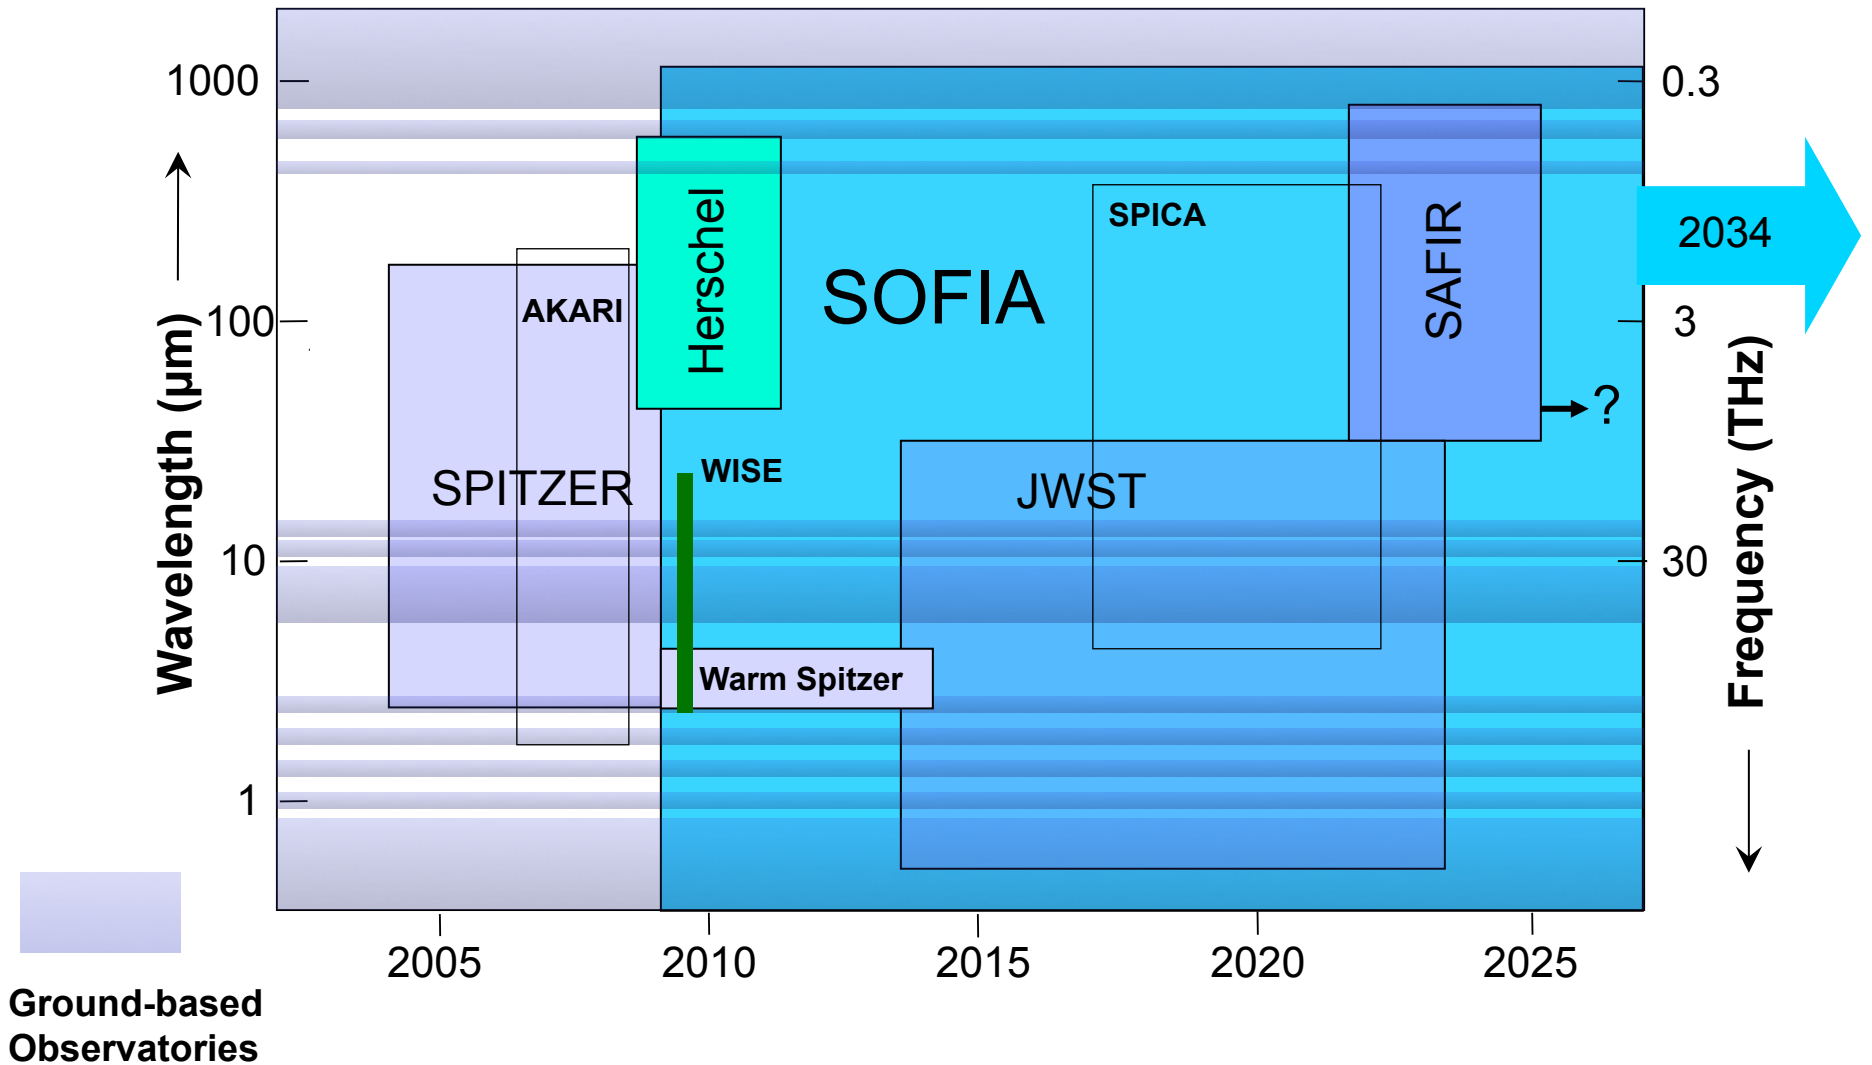 1000
100
10
1
Wavelength (µm)
0.3
3
30
Frequency (THz)
2034
SPICA
SAFIR
Herschel
SOFIA
AKARI
?
WISE
SPITZER
JWST
Warm Spitzer
2005
2010
2015
2020
2025
Ground-based
Observatories